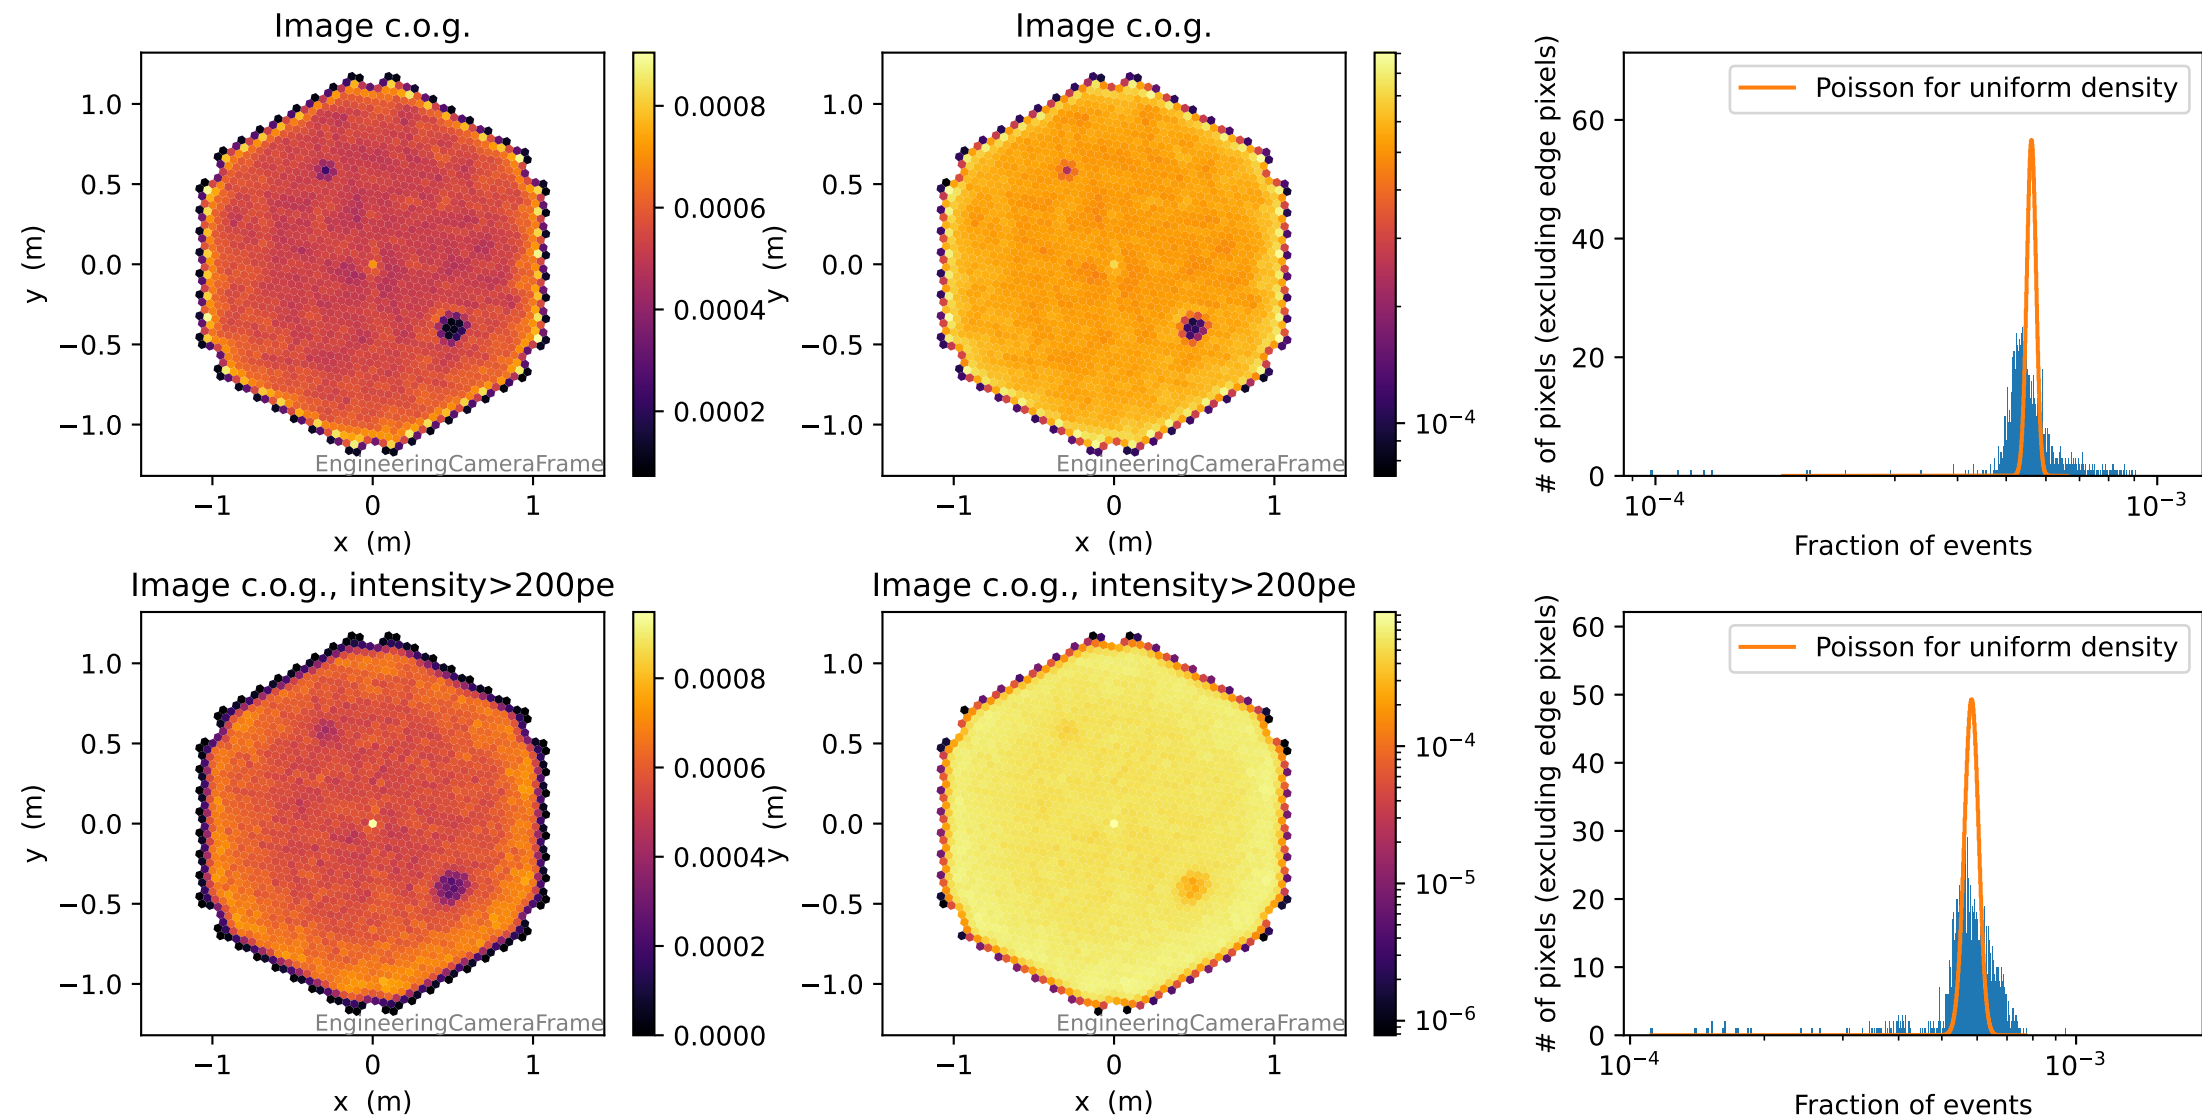 Image c.o.g.
1.0
0.5
0.0
−0.5
−1.0
y (m)
−1 0 1
x (m)
EngineeringCameraFrame
0.0008
0.0006
0.0004
0.0002
Image c.o.g.
1.0
0.5
0.0
−0.5
−1.0
y (m)
−1 0 1
x (m)
EngineeringCameraFrame
10⁻⁴
# of pixels (excluding edge pixels)
60
40
20
0
Poisson for uniform density
10⁻⁴ 10⁻³
Fraction of events
Image c.o.g., intensity>200pe
1.0
0.5
0.0
−0.5
−1.0
y (m)
−1 0 1
x (m)
EngineeringCameraFrame
0.0008
0.0006
0.0004
0.0002
0.0000
Image c.o.g., intensity>200pe
1.0
0.5
0.0
−0.5
−1.0
y (m)
−1 0 1
x (m)
EngineeringCameraFrame
10⁻⁴
10⁻⁵
10⁻⁶
# of pixels (excluding edge pixels)
60
50
40
30
20
10
0
Poisson for uniform density
10⁻⁴ 10⁻³
Fraction of events